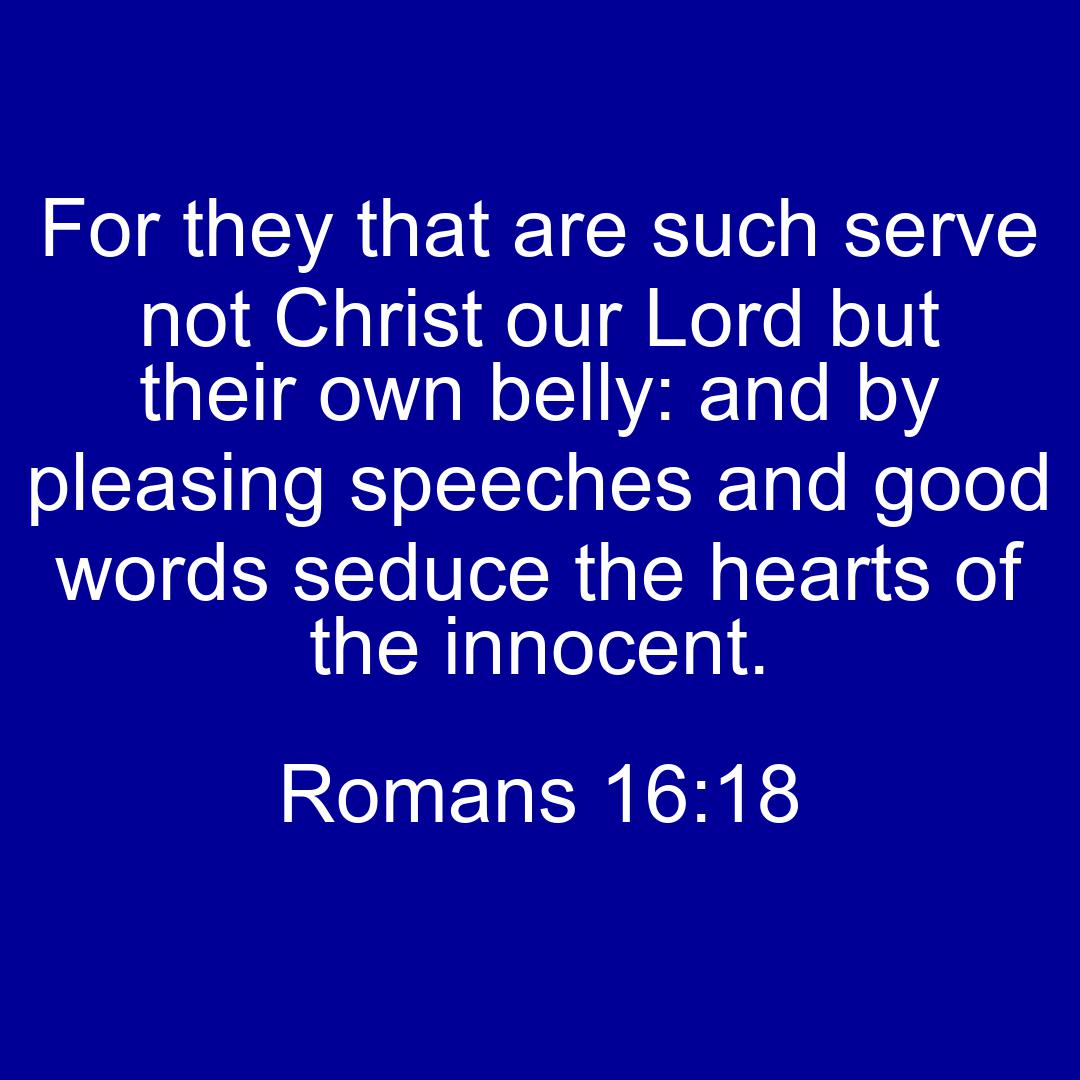 For they that are such serve
not Christ our Lord but
their own belly: and by
pleasing speeches and good
words seduce the hearts of
the innocent.
Romans 16:18